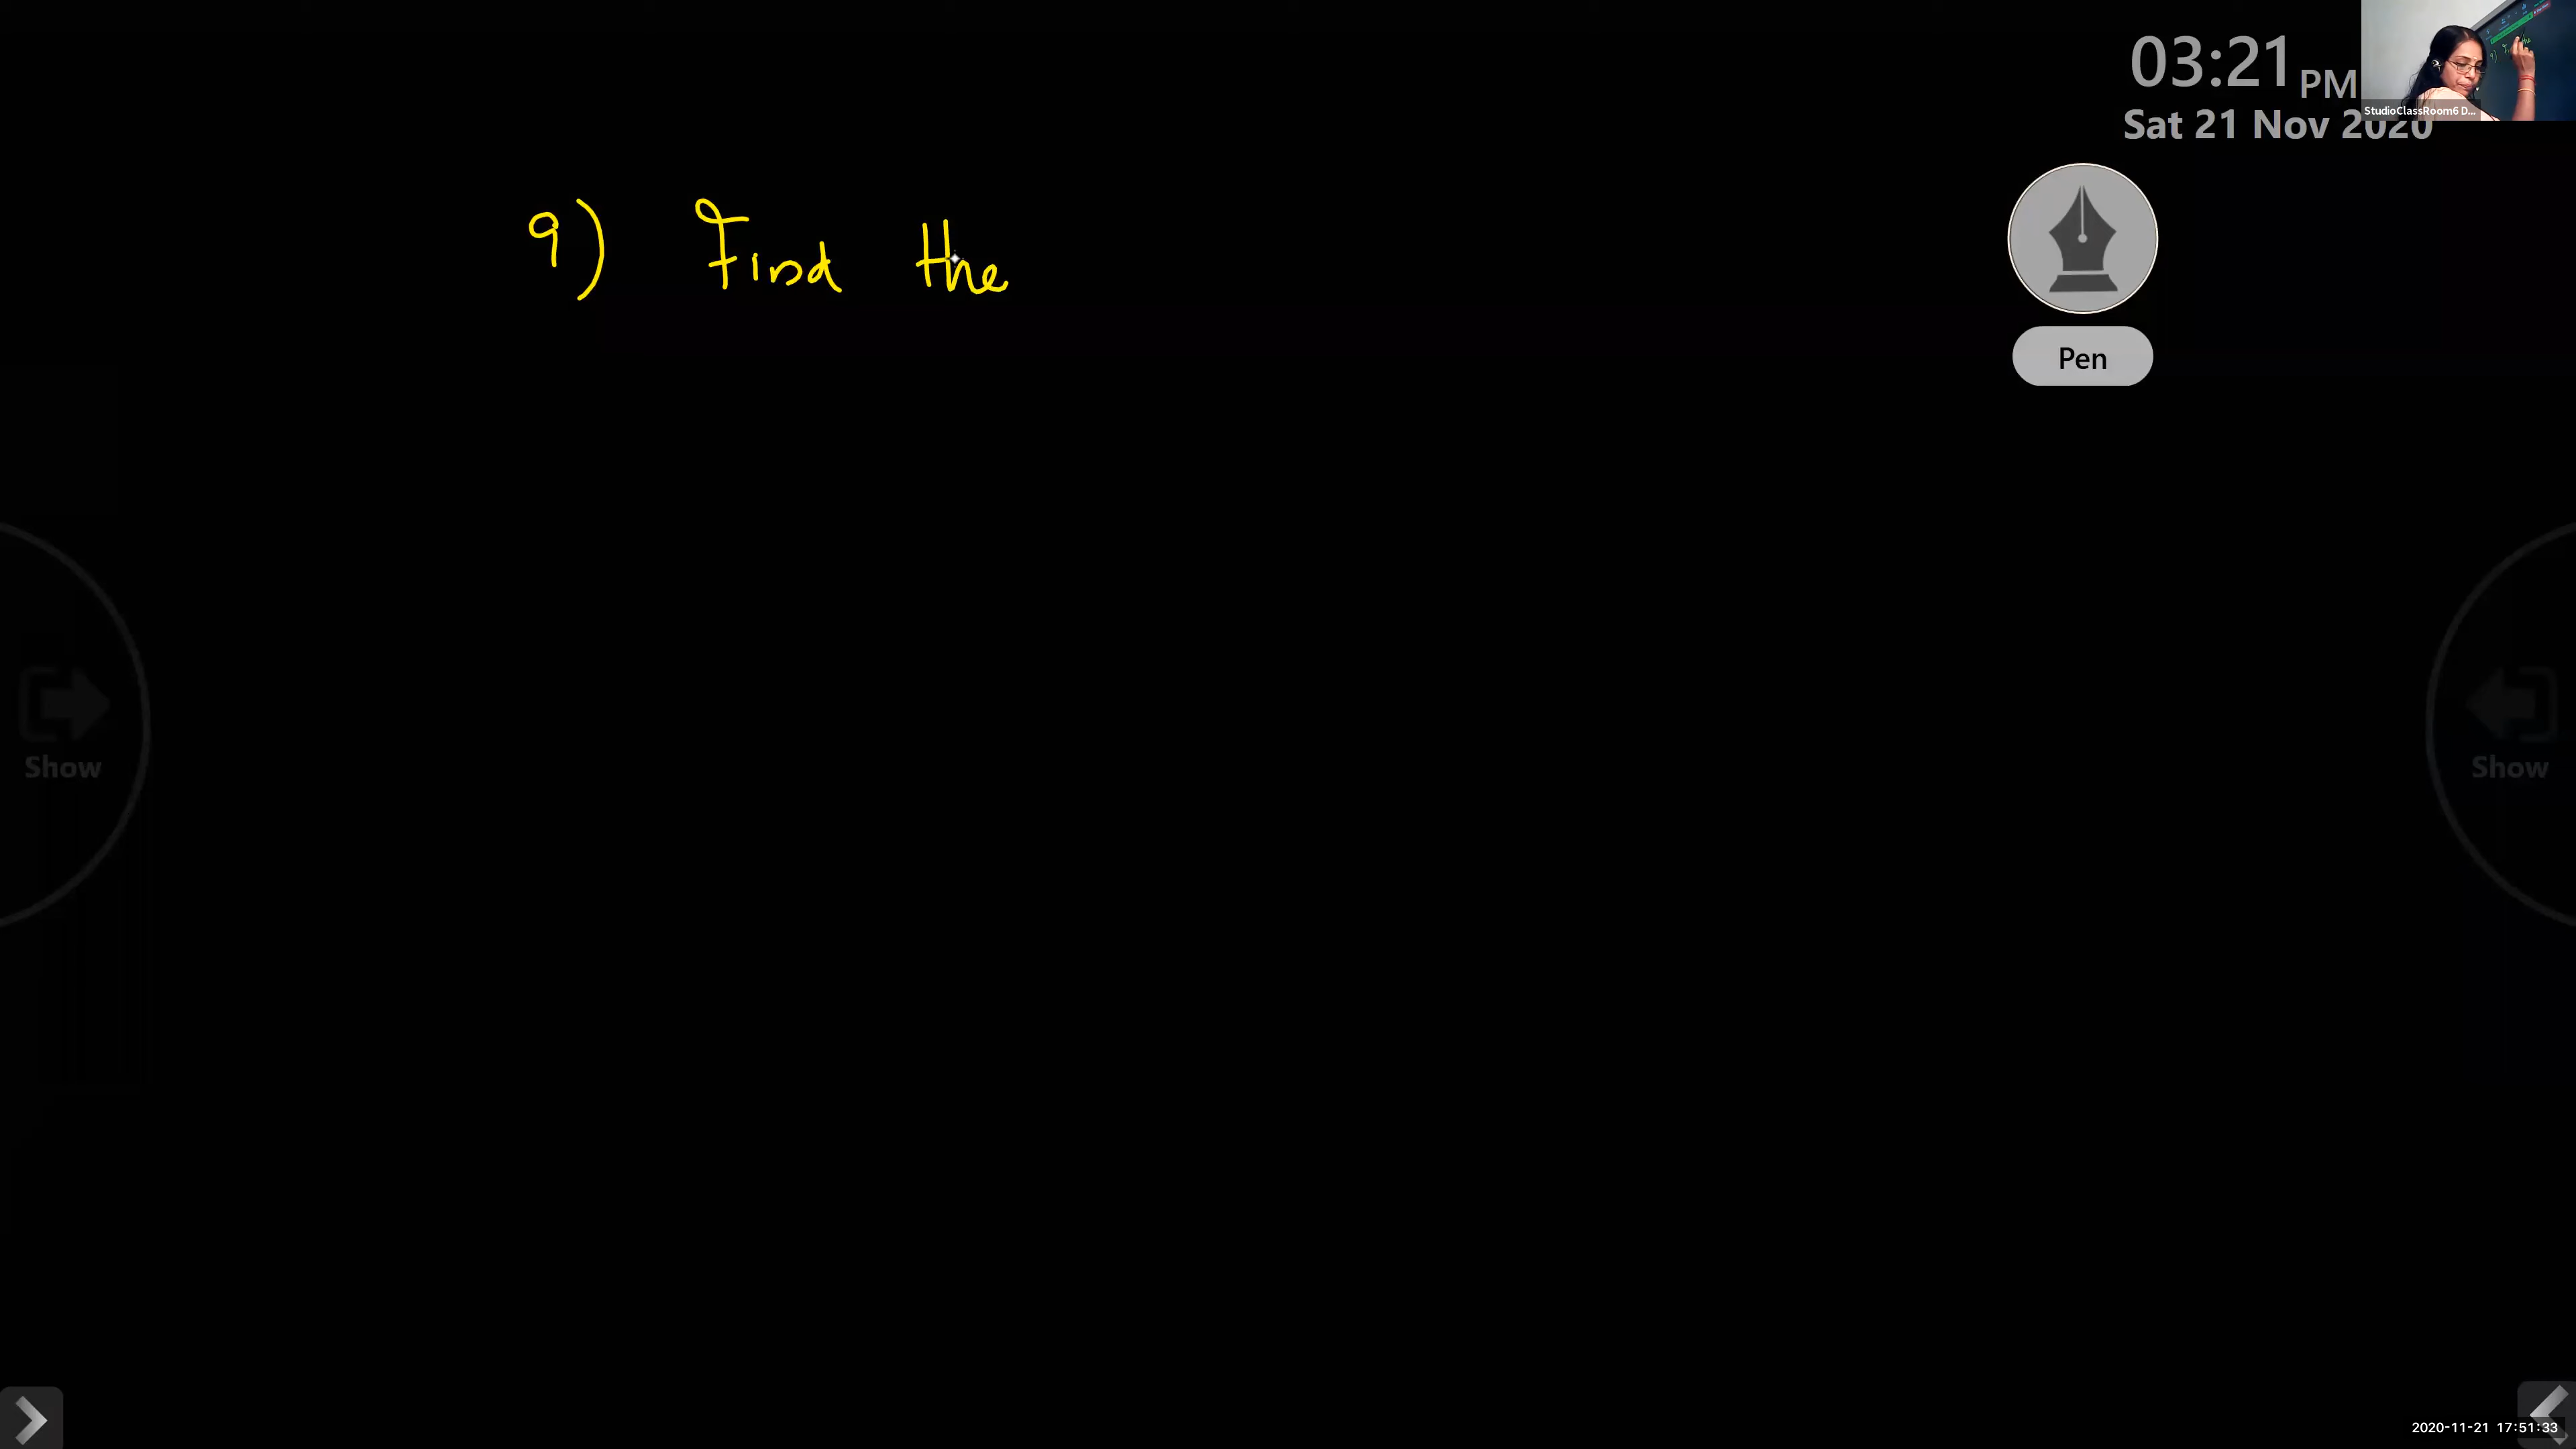 03:21 PM
StudioClassRoom6 D...
Sat 21 Nov 2020
9) Find the
Pen
Show
Show
2020-11-21 17:51:33